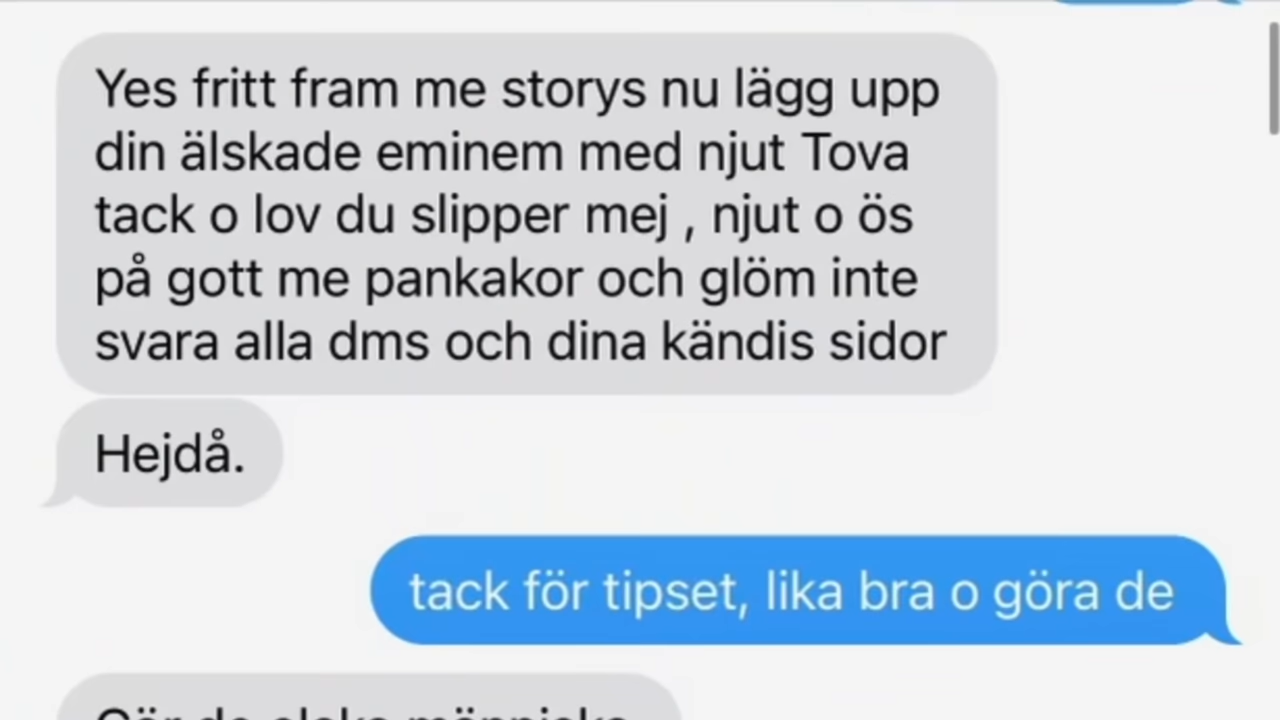 Yes fritt fram me storys nu lägg upp
din älskade eminem med njut Tova
tack o lov du slipper mej , njut o ös
på gott me pankakor och glöm inte
svara alla dms och dina kändis sidor
Hejdå.
tack för tipset, lika bra o göra de